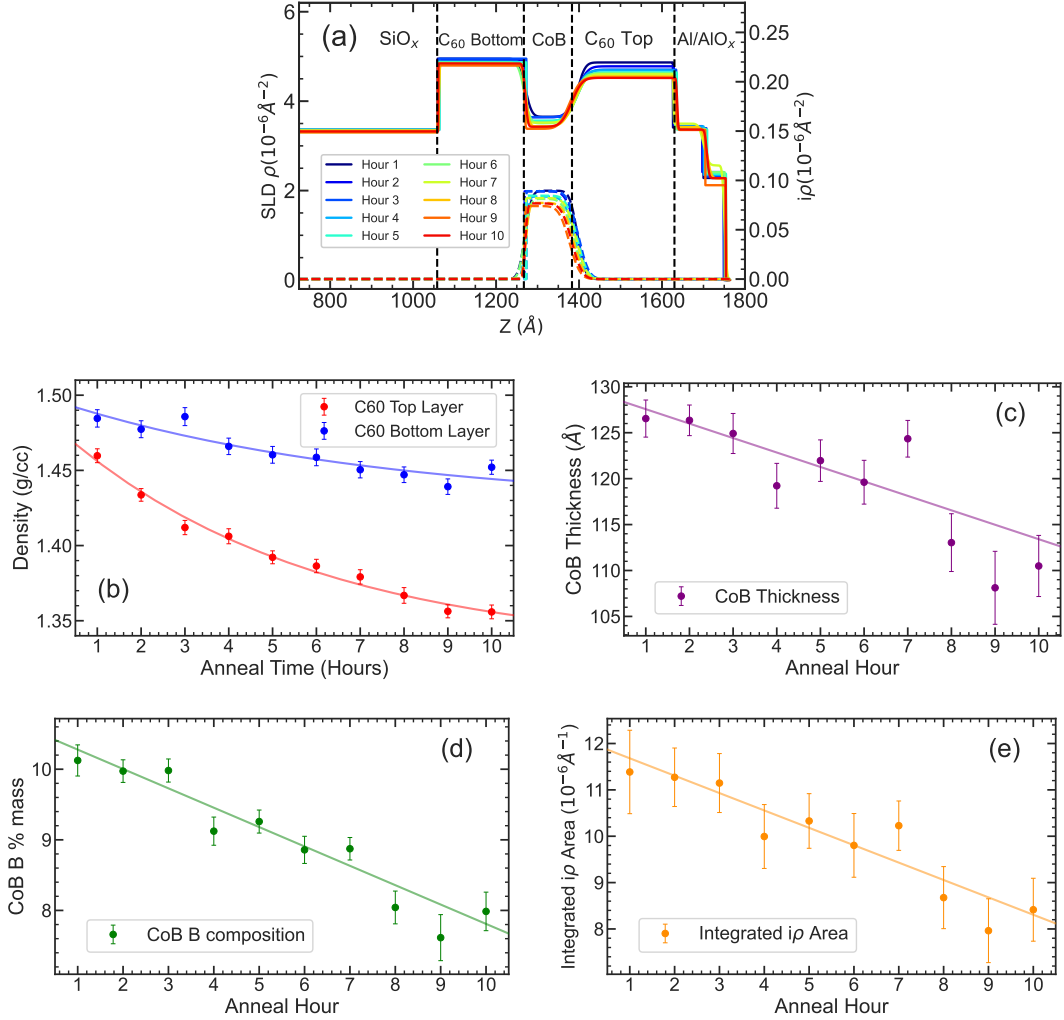 (a)
SiOₓ
C₆₀ Bottom
CoB
C₆₀ Top
Al/AlOₓ
SLD ρ(10⁻⁶Å⁻²)
6
4
2
0
iρ(10⁻⁶Å⁻²)
0.25
0.20
0.15
0.10
0.05
0.00
Hour 1
Hour 2
Hour 3
Hour 4
Hour 5
Hour 6
Hour 7
Hour 8
Hour 9
Hour 10
800 1000 1200 1400 1600 1800
Z (Å)
Density (g/cc)
1.50
1.45
1.40
1.35
C60 Top Layer
C60 Bottom Layer
(b)
1 2 3 4 5 6 7 8 9 10
Anneal Time (Hours)
CoB Thickness (Å)
130
125
120
115
110
105
(c)
CoB Thickness
1 2 3 4 5 6 7 8 9 10
Anneal Hour
CoB B % mass
10
9
8
(d)
CoB B composition
1 2 3 4 5 6 7 8 9 10
Anneal Hour
Integrated iρ Area (10⁻⁶Å⁻¹)
12
11
10
9
8
(e)
Integrated iρ Area
1 2 3 4 5 6 7 8 9 10
Anneal Hour